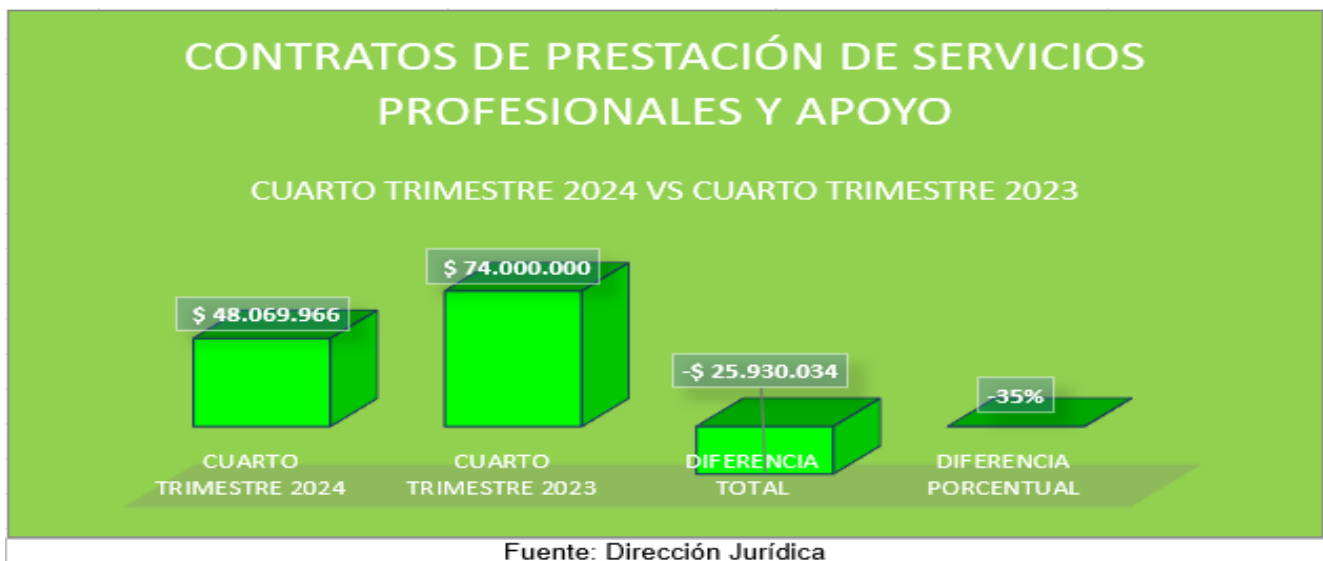 CONTRATOS DE PRESTACIÓN DE SERVICIOS
PROFESIONALES Y APOYO
CUARTO TRIMESTRE 2024 VS CUARTO TRIMESTRE 2023
$ 48.069.966
$ 74.000.000
-$ 25.930.034
-35%
CUARTO
TRIMESTRE 2024
CUARTO
TRIMESTRE 2023
DIFERENCIA
TOTAL
DIFERENCIA
PORCENTUAL
Fuente: Dirección Jurídica